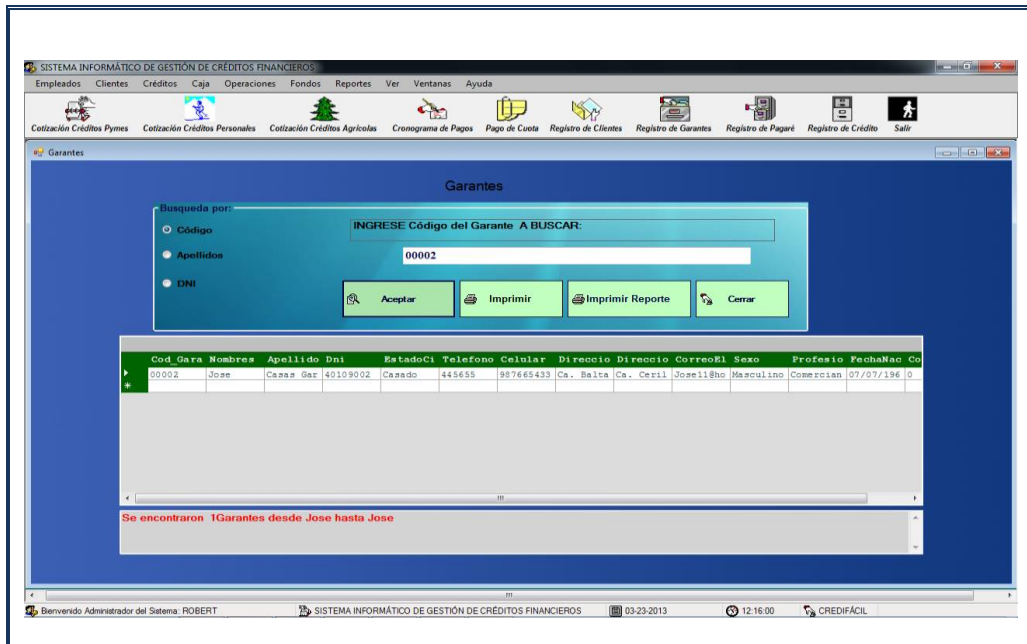 SISTEMA INFORMÁTICO DE GESTIÓN DE CRÉDITOS FINANCIEROS
Empleados Clientes Créditos Caja Operaciones Fondos Reportes Ver Ventanas Ayuda
Cotización Créditos Pymes Cotización Créditos Personales Cotización Créditos Agrícolas Cronograma de Pagos Pago de Cuota Registro de Clientes Registro de Garantes Registro de Pagaré Registro de Crédito Salir
Garantes
Garantes
Busqueda por:
INGRESE Código del Garante A BUSCAR:
Código
Apellidos
00002
DNI
Aceptar Imprimir Imprimir Reporte Cerrar
Cod_Gara Nombres Apellido Dni EstadoCi Telefono Celular Direccio Direccio CorreoEl Sexo Profesio FechaNac Co
00002 Jose Casas Gar 40109002 Casado 445655 987665433 Ca. Balta Ca. Ceril Jose11@ho Masculino Comercian 07/07/196 0
Se encontraron 1Garantes desde Jose hasta Jose
Bienvenido Administrador del Sistema: ROBERT SISTEMA INFORMÁTICO DE GESTIÓN DE CRÉDITOS FINANCIEROS 03-23-2013 12:16:00 CREDIFÁCIL